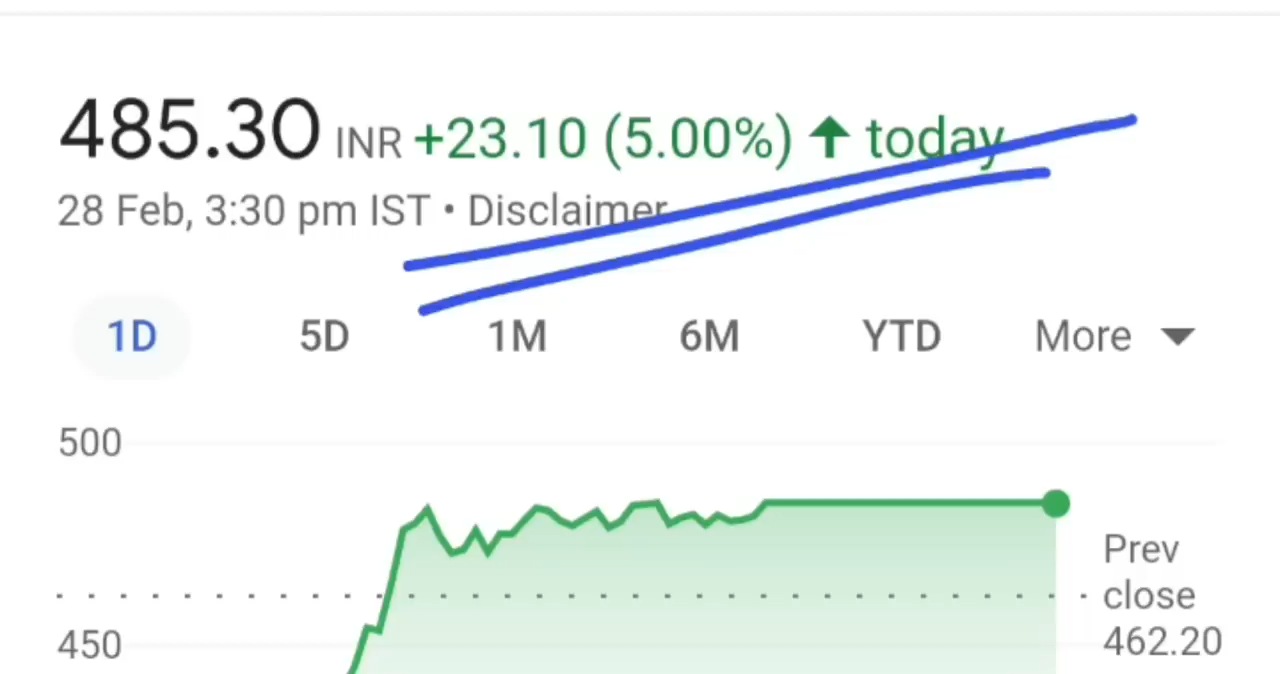 485.30 INR +23.10 (5.00%) ↑ today
28 Feb, 3:30 pm IST • Disclaimer
1D 5D 1M 6M YTD More
500
Prev
close
450
462.20